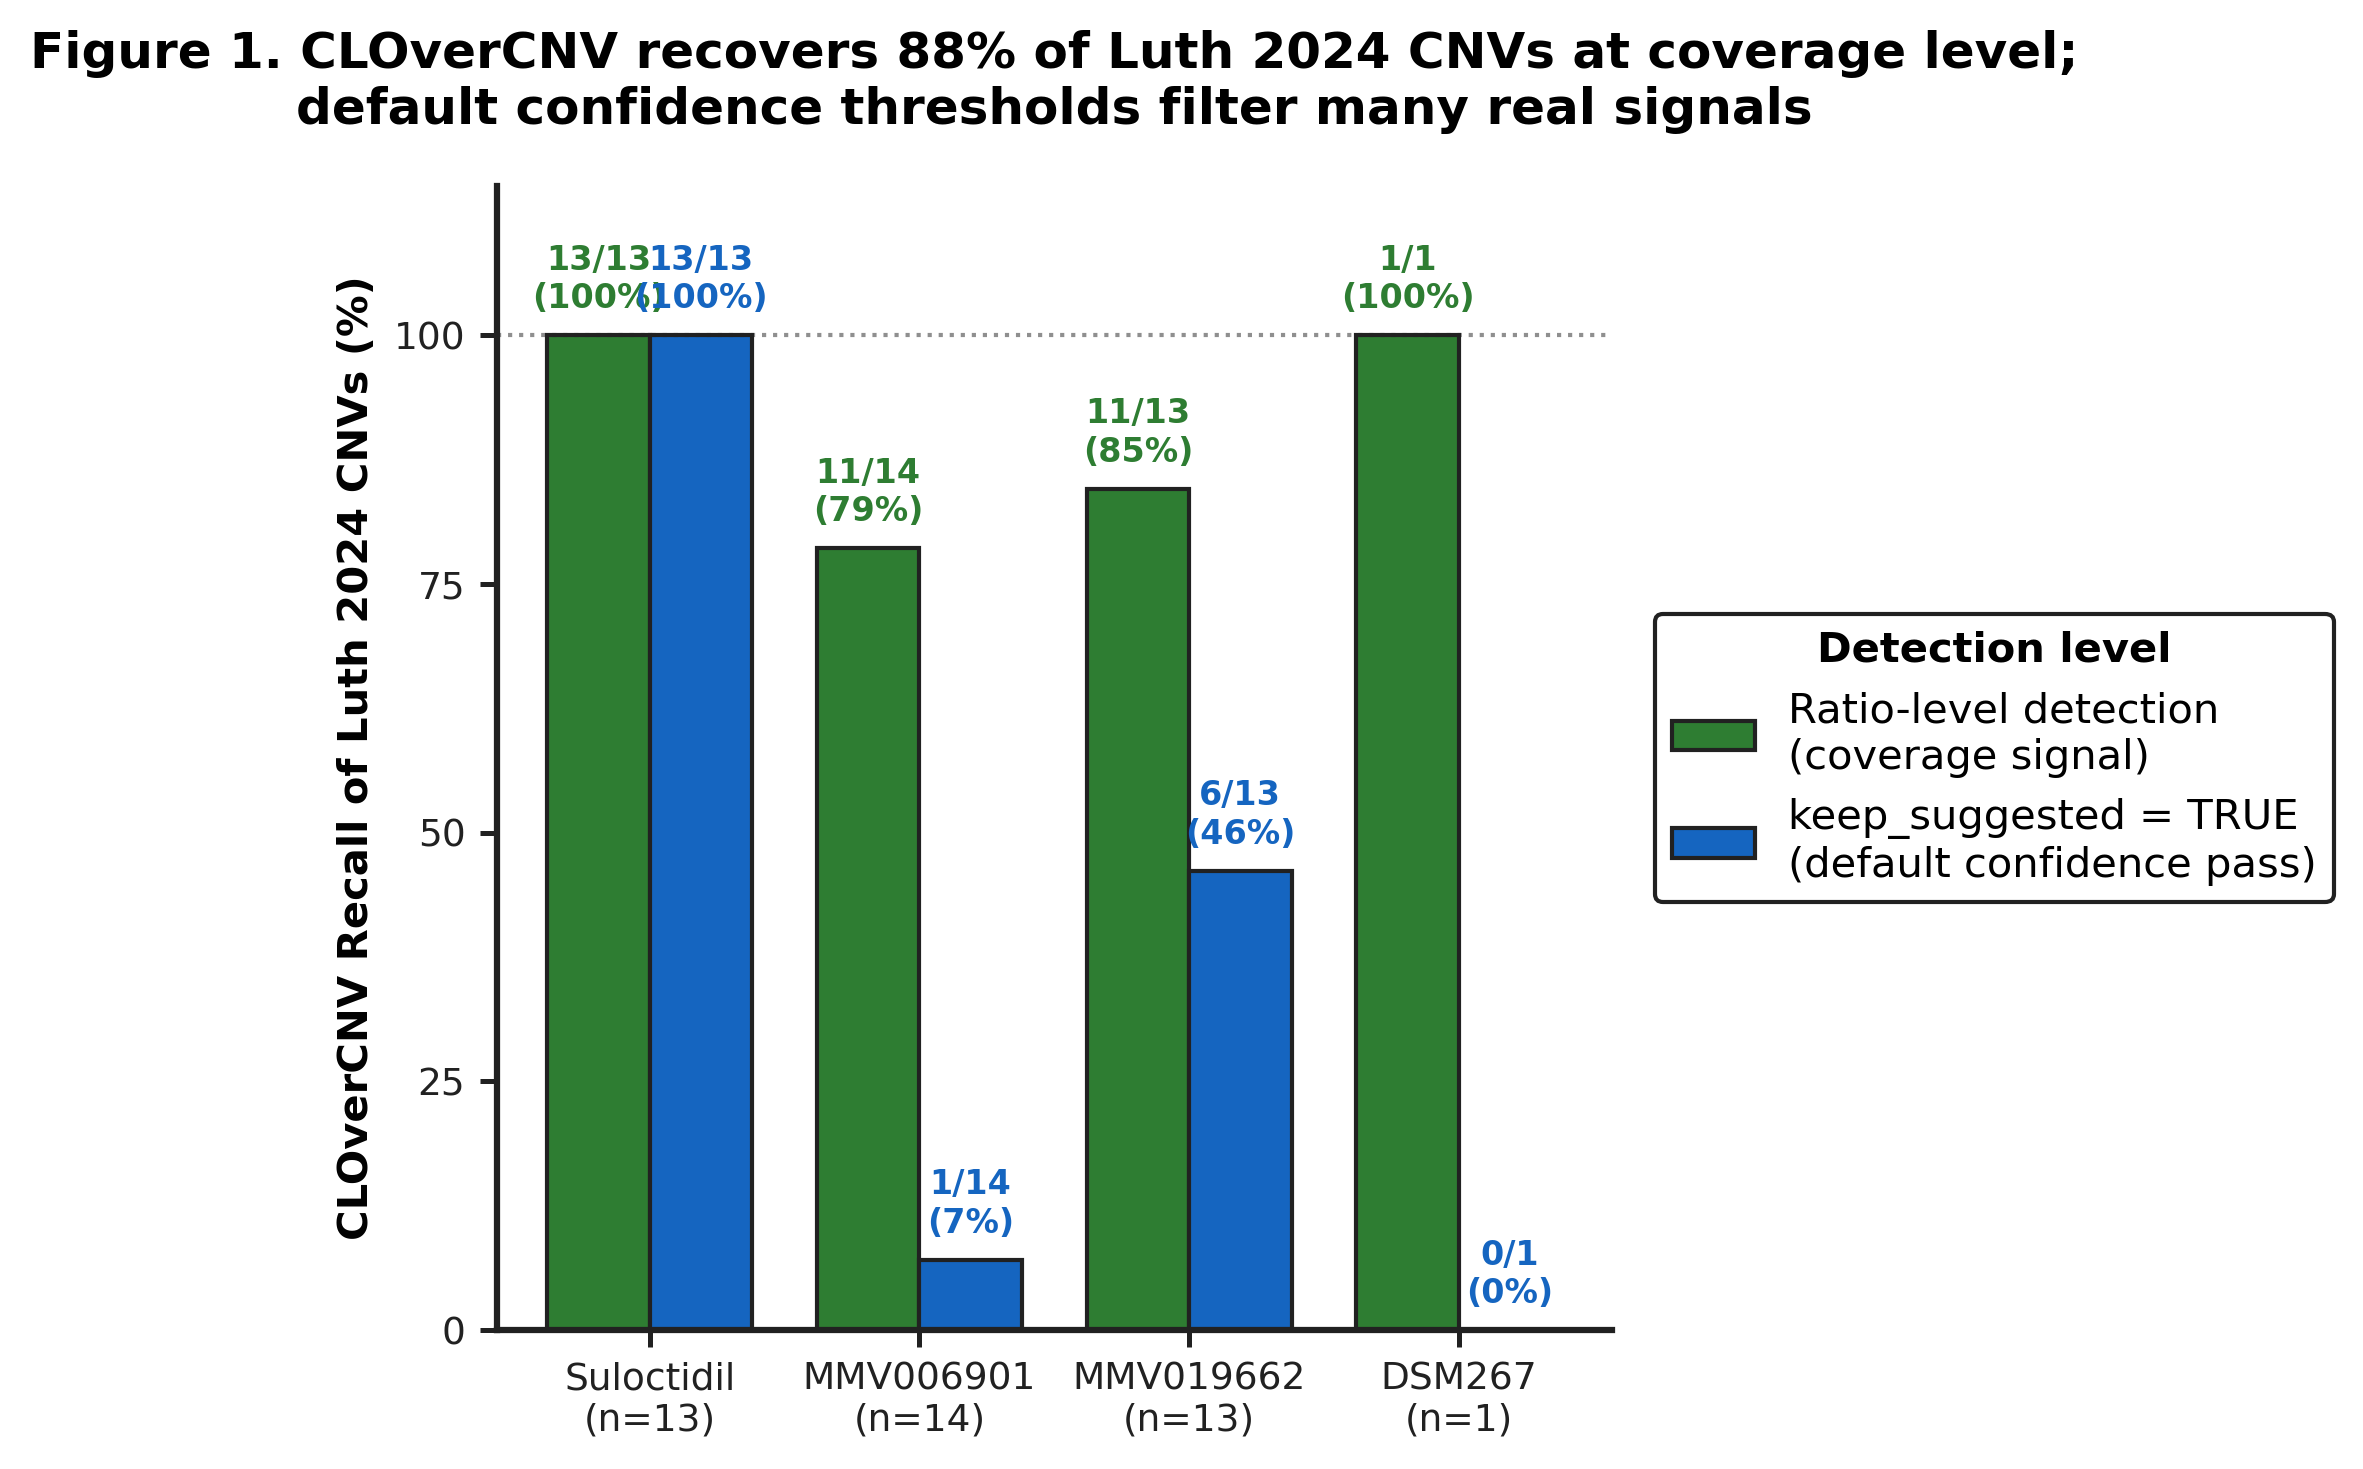 Figure 1. CLOverCNV recovers 88% of Luth 2024 CNVs at coverage level;
default confidence thresholds filter many real signals
CLOverCNV Recall of Luth 2024 CNVs (%)
100
75
50
25
0
13/13
(100%)
13/13
(100%)
11/14
(79%)
1/14
(7%)
11/13
(85%)
6/13
(46%)
1/1
(100%)
0/1
(0%)
Suloctidil
(n=13)
MMV006901
(n=14)
MMV019662
(n=13)
DSM267
(n=1)
Detection level
Ratio-level detection
(coverage signal)
keep_suggested = TRUE
(default confidence pass)